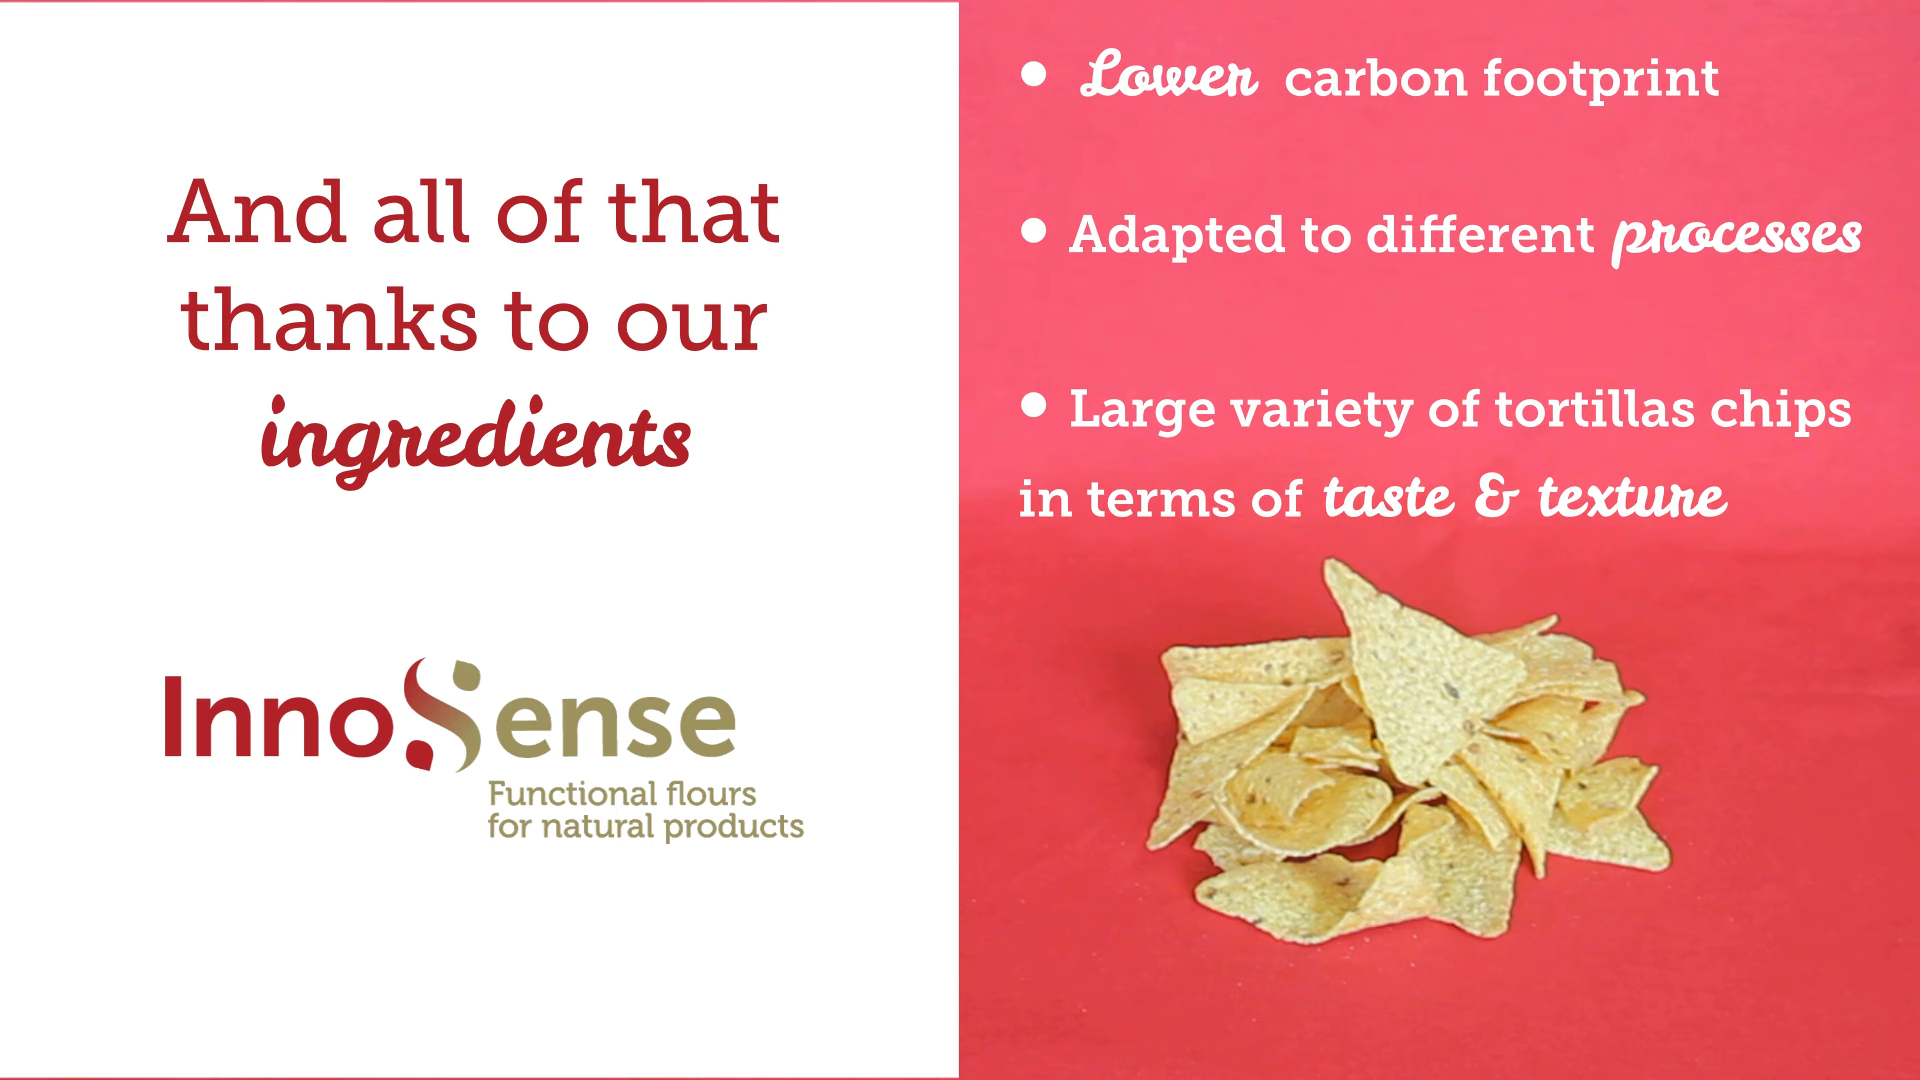 And all of that
thanks to our
ingredients
InnoSense
Functional flours
for natural products
• Lower carbon footprint
• Adapted to different processes
• Large variety of tortillas chips
in terms of taste & texture